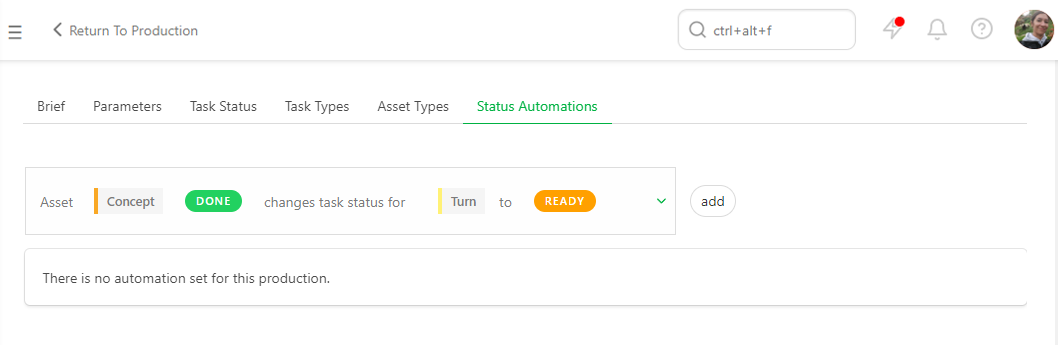 Return To Production
ctrl+alt+f
Brief Parameters Task Status Task Types Asset Types Status Automations
Asset Concept DONE changes task status for Turn to READY add
There is no automation set for this production.